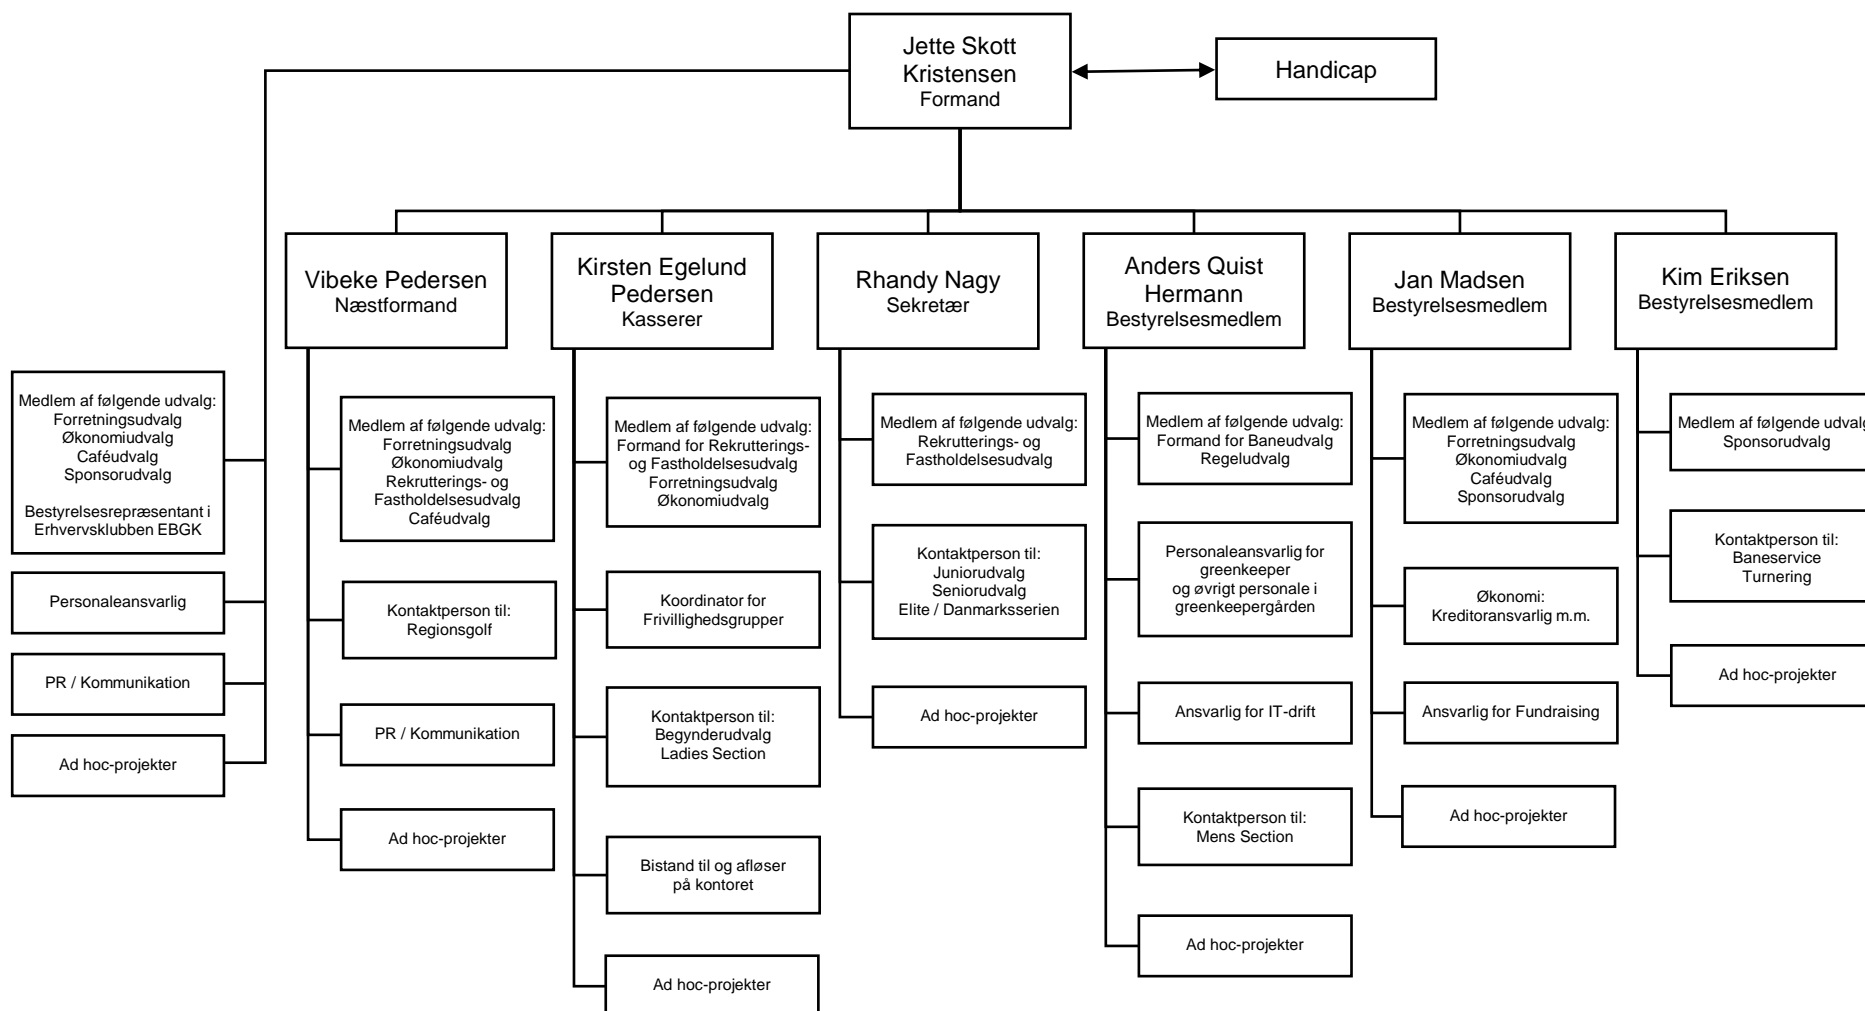 Jette Skott
Kristensen
Formand
Handicap
Vibeke Pedersen
Næstformand
Kirsten Egelund
Pedersen
Kasserer
Rhandy Nagy
Sekretær
Anders Quist
Hermann
Bestyrelsesmedlem
Jan Madsen
Bestyrelsesmedlem
Kim Eriksen
Bestyrelsesmedlem
Medlem af følgende udvalg:
Forretningsudvalg
Økonomiudvalg
Caféudvalg
Sponsorudvalg
Bestyrelsesrepræsentant i
Erhvervsklubben EBGK
Personaleansvarlig
PR / Kommunikation
Ad hoc-projekter
Medlem af følgende udvalg:
Forretningsudvalg
Økonomiudvalg
Rekrutterings- og
Fastholdelsesudvalg
Caféudvalg
Kontaktperson til:
Regionsgolf
PR / Kommunikation
Ad hoc-projekter
Medlem af følgende udvalg:
Formand for Rekrutterings-
og Fastholdelsesudvalg
Forretningsudvalg
Økonomiudvalg
Koordinator for
Frivillighedsgrupper
Kontaktperson til:
Begynderudvalg
Ladies Section
Bistand til og afløser
på kontoret
Ad hoc-projekter
Medlem af følgende udvalg:
Rekrutterings- og
Fastholdelsesudvalg
Kontaktperson til:
Juniorudvalg
Seniorudvalg
Elite / Danmarksserien
Ad hoc-projekter
Medlem af følgende udvalg:
Formand for Baneudvalg
Regeludvalg
Personaleansvarlig for
greenkeeper
og øvrigt personale i
greenkeepergården
Ansvarlig for IT-drift
Kontaktperson til:
Mens Section
Ad hoc-projekter
Medlem af følgende udvalg:
Forretningsudvalg
Økonomiudvalg
Caféudvalg
Sponsorudvalg
Økonomi:
Kreditoransvarlig m.m.
Ansvarlig for Fundraising
Ad hoc-projekter
Medlem af følgende udvalg
Sponsorudvalg
Kontaktperson til:
Baneservice
Turnering
Ad hoc-projekter